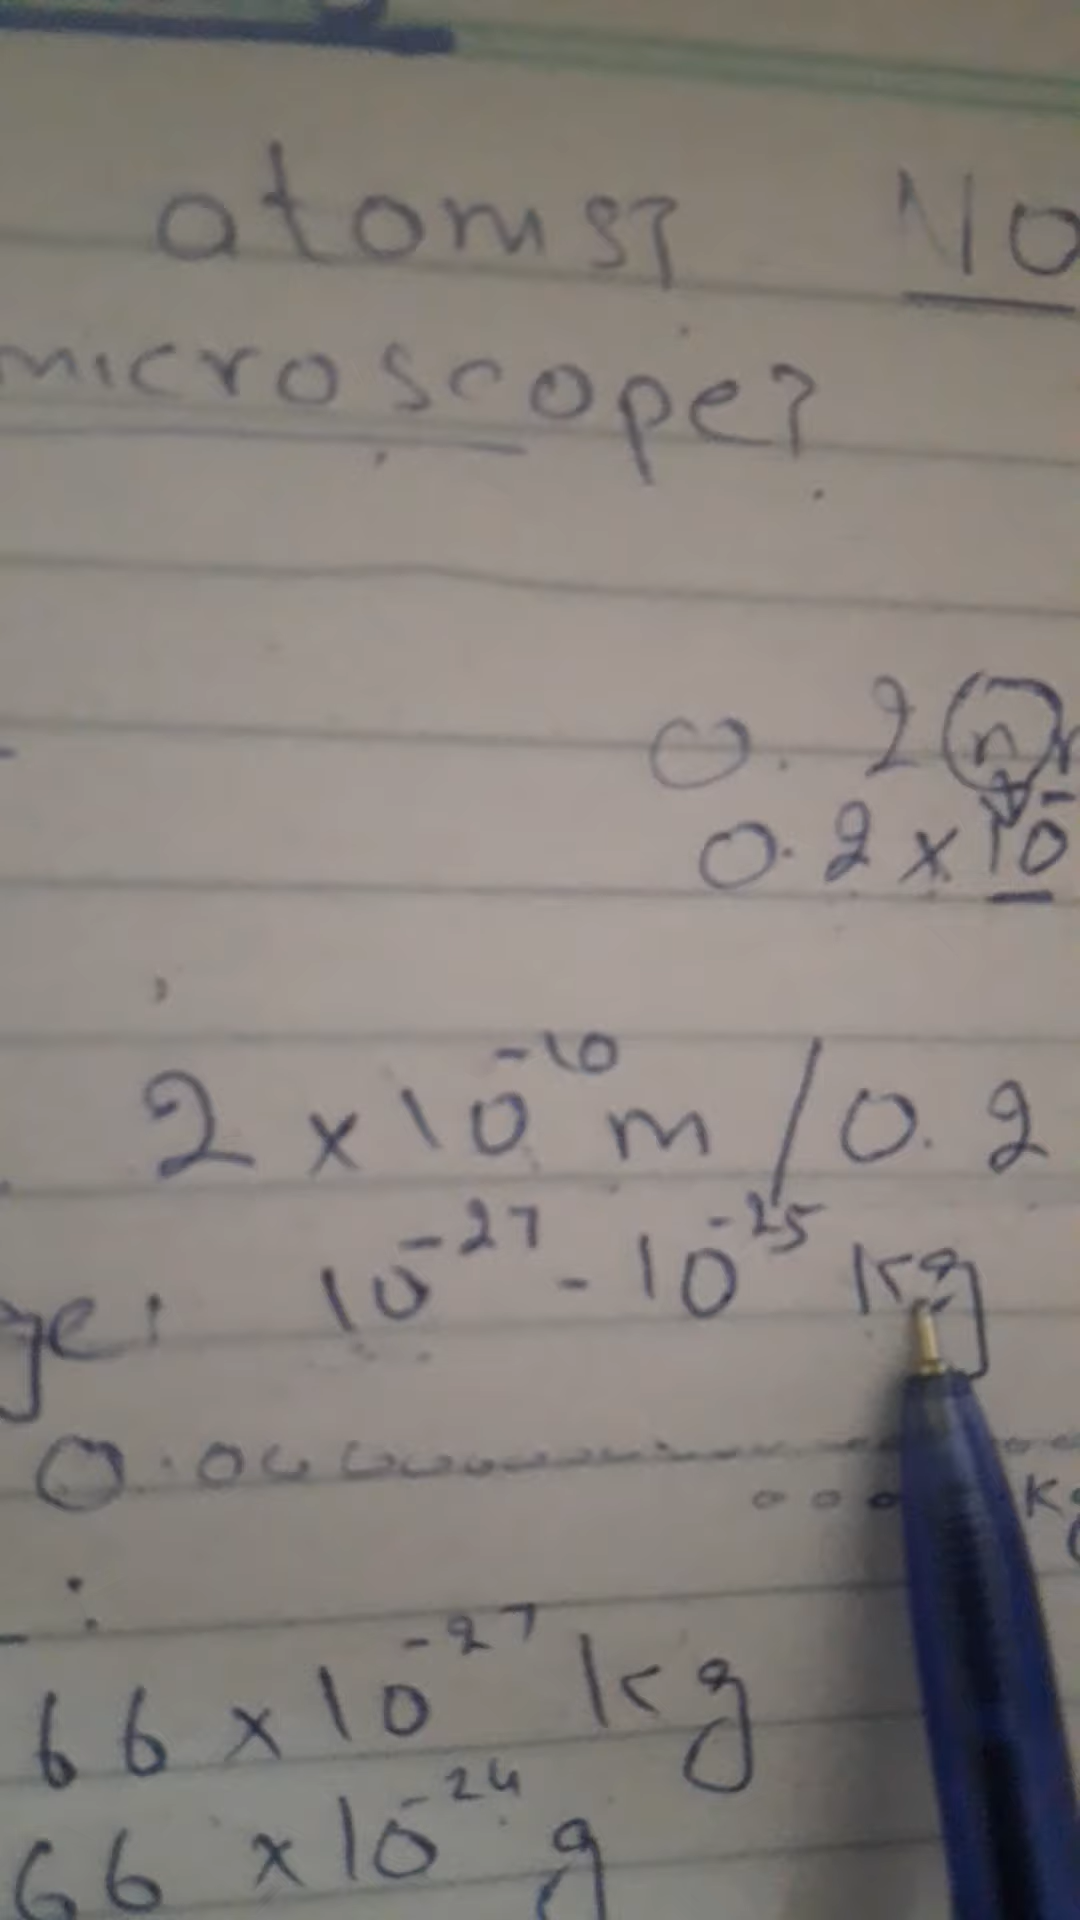 atoms? NO
microscope?
0.2 n
0.2 × 10
2 × 10⁻¹⁰ m / 0.2
ge: 10⁻²⁷ - 10⁻²⁵ kg
0.00
kg
66 × 10⁻²⁷ kg
66 × 10⁻²⁴ g